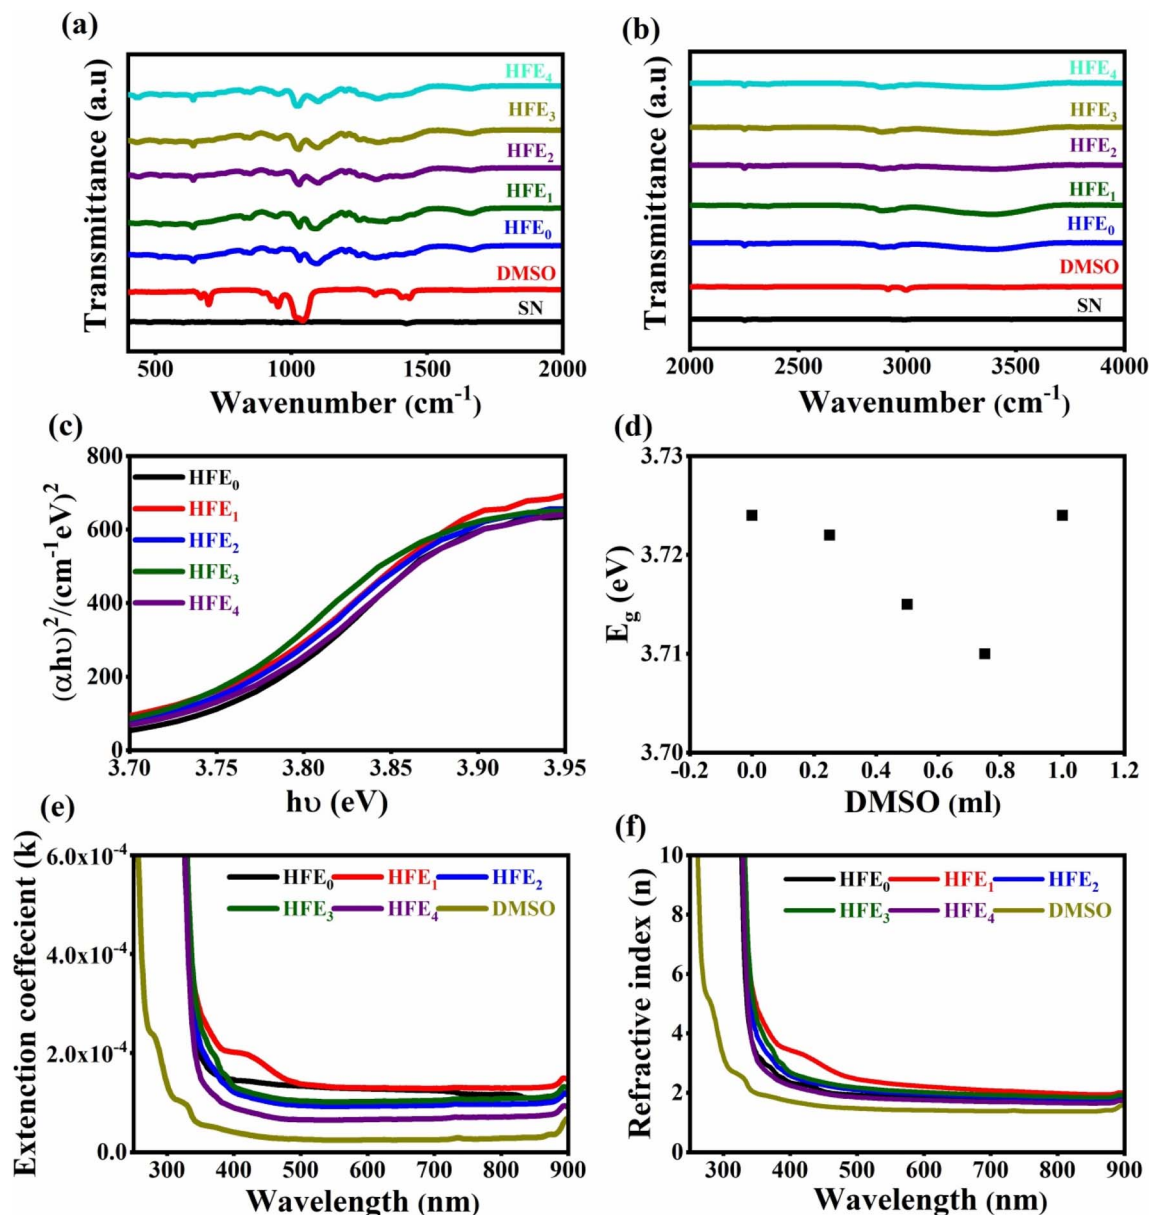 (a)
Transmittance (a.u)
HFE₄
HFE₃
HFE₂
HFE₁
HFE₀
DMSO
SN
500 1000 1500 2000
Wavenumber (cm⁻¹)
(b)
Transmittance (a.u)
HFE₄
HFE₃
HFE₂
HFE₁
HFE₀
DMSO
SN
2000 2500 3000 3500 4000
Wavenumber (cm⁻¹)
(c)
(αhυ)²/(cm⁻¹eV)²
800
600
400
200
0
HFE₀
HFE₁
HFE₂
HFE₃
HFE₄
3.70 3.75 3.80 3.85 3.90 3.95
hυ (eV)
(d)
E_g (eV)
3.73
3.72
3.71
3.70
-0.2 0.0 0.2 0.4 0.6 0.8 1.0 1.2
DMSO (ml)
(e)
Extenction coeffecient (k)
6.0x10⁻⁴
4.0x10⁻⁴
2.0x10⁻⁴
0.0
HFE₀ HFE₁ HFE₂
HFE₃ HFE₄ DMSO
300 400 500 600 700 800 900
Wavelength (nm)
(f)
Refractive index (n)
10
8
6
4
2
0
HFE₀ HFE₁ HFE₂
HFE₃ HFE₄ DMSO
300 400 500 600 700 800 900
Wavelength (nm)